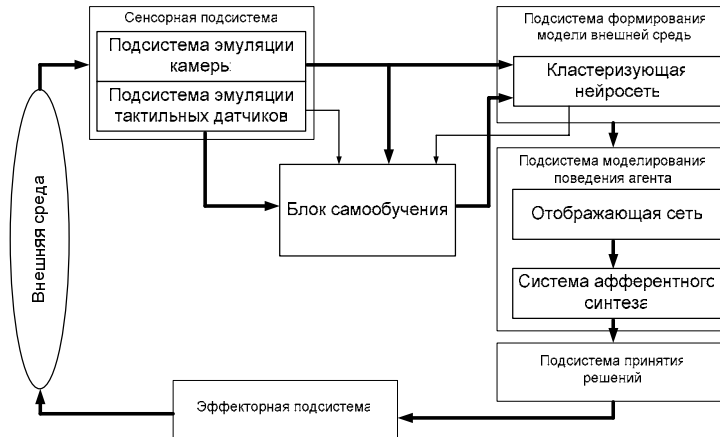 Сенсорная подсистема
Подсистема эмуляции
камеры
Подсистема эмуляции
тактильных датчиков
Подсистема формирования
модели внешней средь
Кластеризующая
нейросеть
Блок самообучения
Подсистема моделирования
поведения агента
Отображающая сеть
Система афферентного
синтеза
Подсистема принятия
решений
Эффекторная подсистема
Внешняя среда